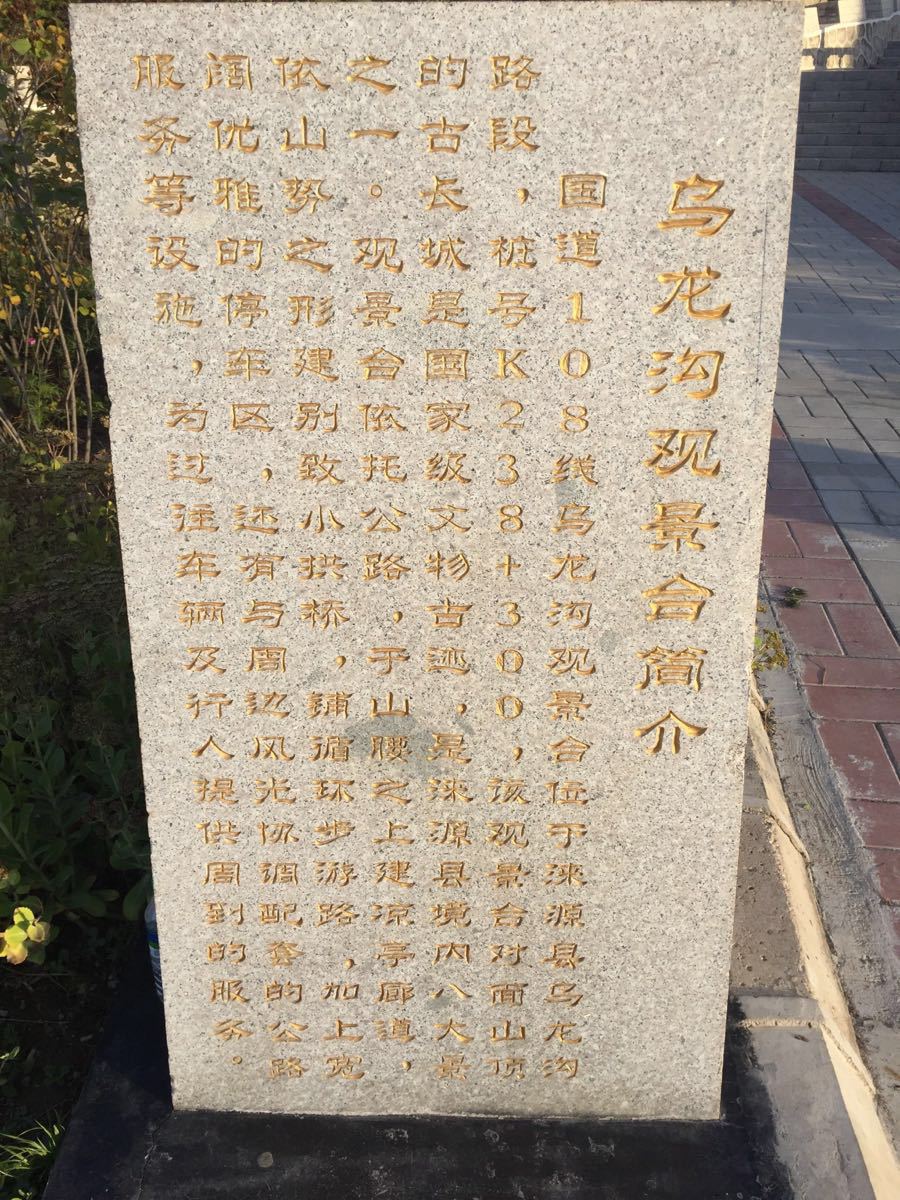 乌龙沟观景台简介
国道108线乌龙沟观景台位于涞源县乌龙沟
路段，桩号K238+300，该观景台对面山顶
的古长城是国家级文物古迹，是涞源县境内八大景
之一。观景台依托公路，于山腰之上建凉亭廊道，
依山势之形建别致小拱桥，铺循环步游路，加上宽
阔优雅的停车区，还有与周边风光协调配套的公路
服务等设施，为过往车辆及行人提供周到的服务。